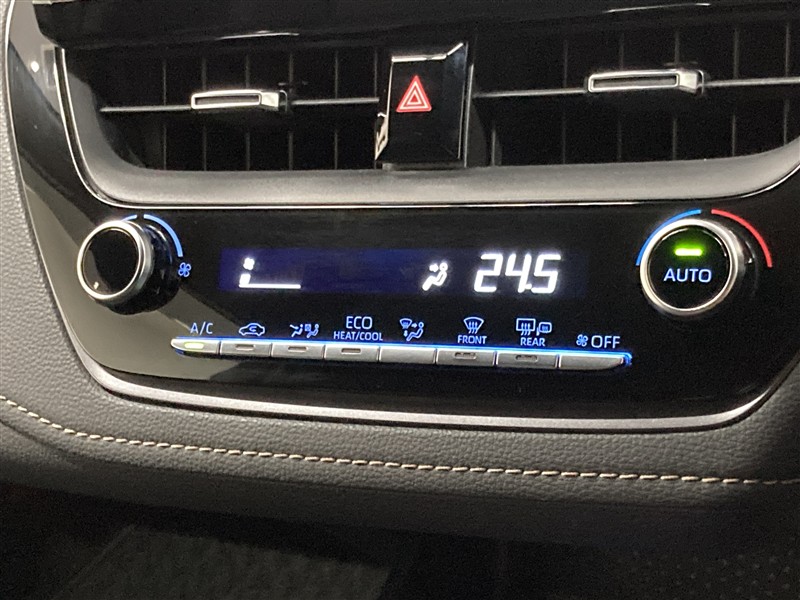 24.5
AUTO
A/C
ECO
HEAT/COOL
FRONT
REAR
OFF